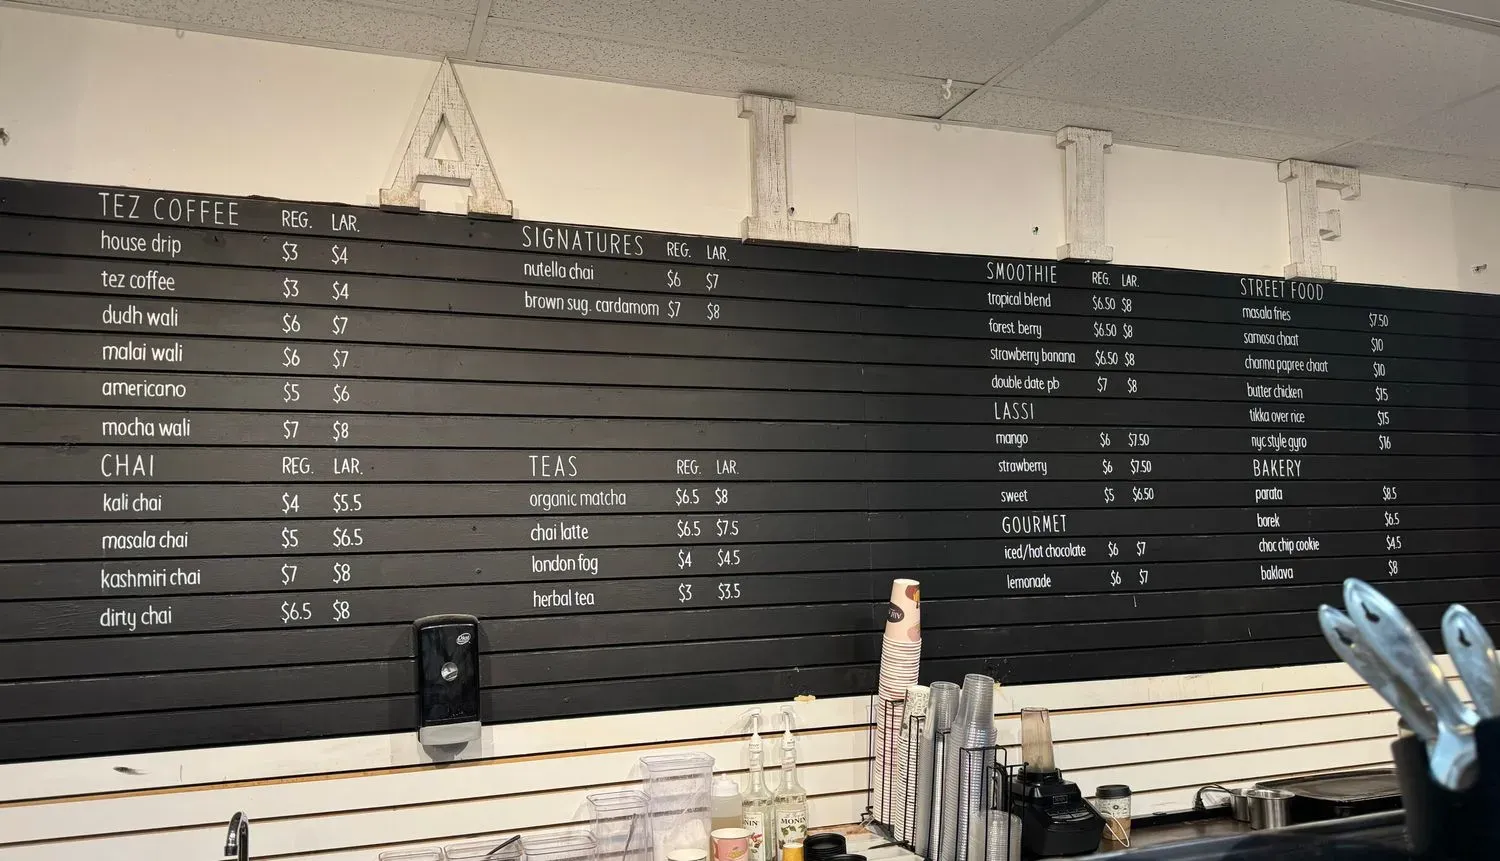 A L I E
TEZ COFFEE REG. LAR.
house drip $3 $4
tez coffee $3 $4
dudh wali $6 $7
malai wali $6 $7
americano $5 $6
mocha wali $7 $8
CHAI REG. LAR.
kali chai $4 $5.5
masala chai $5 $6.5
kashmiri chai $7 $8
dirty chai $6.5 $8
SIGNATURES REG. LAR.
nutella chai $6 $7
brown sug. cardamom $7 $8
TEAS REG. LAR.
organic matcha $6.5 $8
chai latte $6.5 $7.5
london fog $4 $4.5
herbal tea $3 $3.5
SMOOTHIE REG. LAR.
tropical blend $6.50 $8
forest berry $6.50 $8
strawberry banana $6.50 $8
double date pb $7 $8
LASSI
mango $6 $7.50
strawberry $6 $7.50
sweet $5 $6.50
GOURMET
iced/hot chocolate $6 $7
lemonade $6 $7
STREET FOOD
masala fries $7.50
samosa chaat $10
channa papree chaat $10
butter chicken $15
tikka over rice $15
nyc style gyro $16
BAKERY
parata $8.5
borek $6.5
choc chip cookie $4.5
baklava $8
MONIN